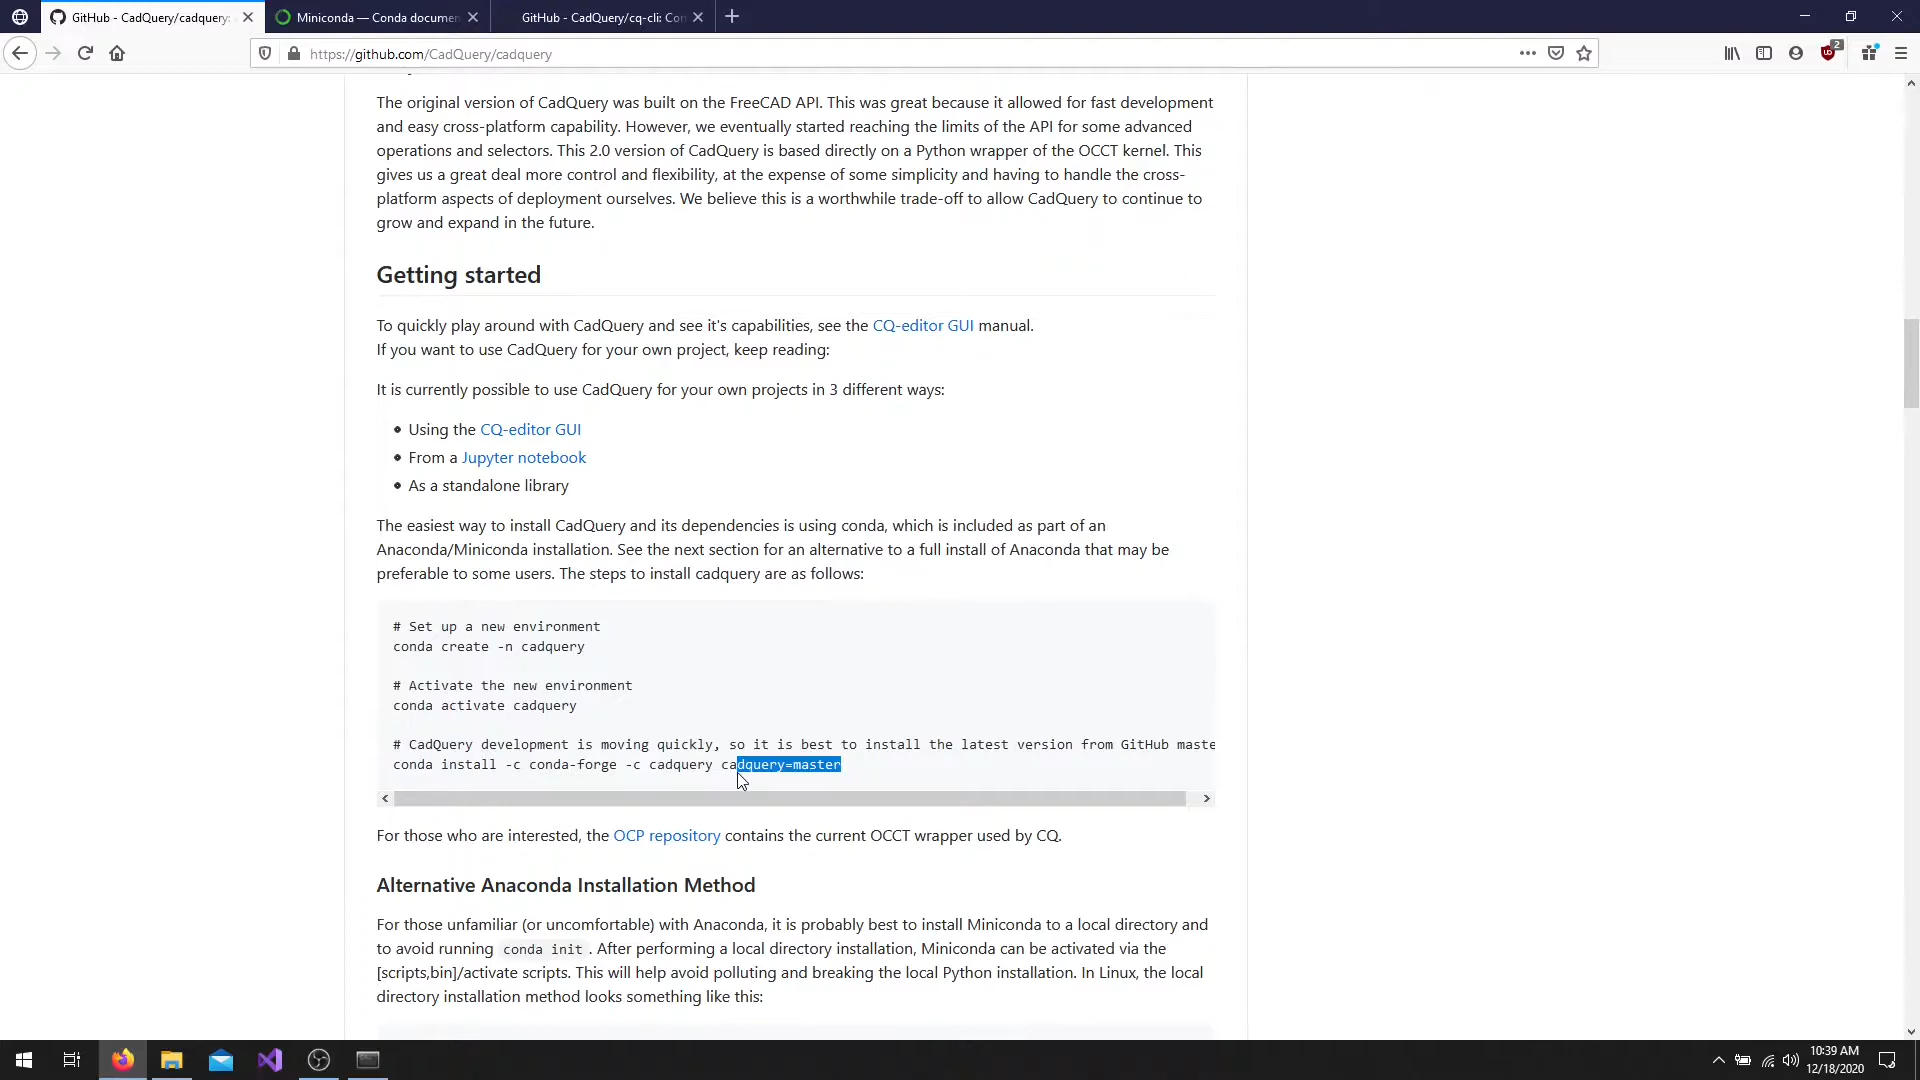 GitHub - CadQuery/cadquery:
Miniconda — Conda documen
GitHub - CadQuery/cq-cli: Con
https://github.com/CadQuery/cadquery
2
The original version of CadQuery was built on the FreeCAD API. This was great because it allowed for fast development
and easy cross-platform capability. However, we eventually started reaching the limits of the API for some advanced
operations and selectors. This 2.0 version of CadQuery is based directly on a Python wrapper of the OCCT kernel. This
gives us a great deal more control and flexibility, at the expense of some simplicity and having to handle the cross-
platform aspects of deployment ourselves. We believe this is a worthwhile trade-off to allow CadQuery to continue to
grow and expand in the future.
Getting started
To quickly play around with CadQuery and see it's capabilities, see the CQ-editor GUI manual.
If you want to use CadQuery for your own project, keep reading:
It is currently possible to use CadQuery for your own projects in 3 different ways:
Using the CQ-editor GUI
From a Jupyter notebook
As a standalone library
The easiest way to install CadQuery and its dependencies is using conda, which is included as part of an
Anaconda/Miniconda installation. See the next section for an alternative to a full install of Anaconda that may be
preferable to some users. The steps to install cadquery are as follows:
# Set up a new environment
conda create -n cadquery
# Activate the new environment
conda activate cadquery
# CadQuery development is moving quickly, so it is best to install the latest version from GitHub maste
conda install -c conda-forge -c cadquery cadquery=master
For those who are interested, the OCP repository contains the current OCCT wrapper used by CQ.
Alternative Anaconda Installation Method
For those unfamiliar (or uncomfortable) with Anaconda, it is probably best to install Miniconda to a local directory and
to avoid running conda init . After performing a local directory installation, Miniconda can be activated via the
[scripts,bin]/activate scripts. This will help avoid polluting and breaking the local Python installation. In Linux, the local
directory installation method looks something like this:
10:39 AM
12/18/2020